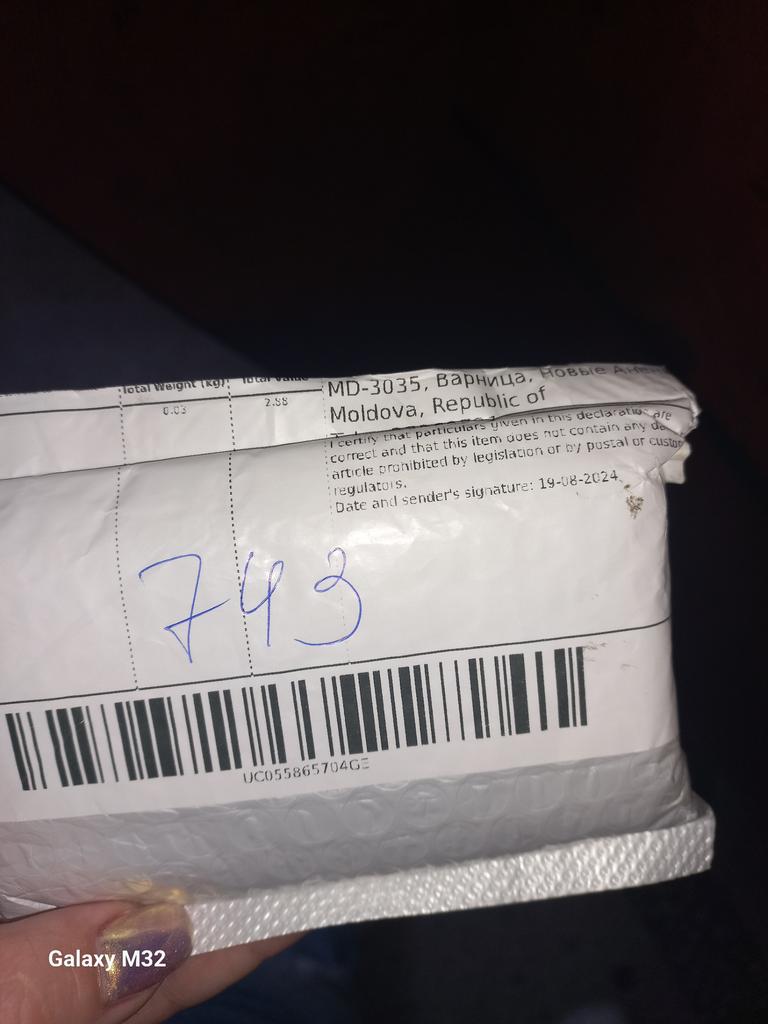 Total Weight (kg)
Total Value
0.03
2.98
MD-3035, Варница, Новые
Moldova, Republic of
I certify that particulars given in this declaration are
correct and that this item does not contain any
article prohibited by legislation or by postal or
regulators.
Date and sender's signature: 19-08-2024
743
UC055865704GE
Galaxy M32